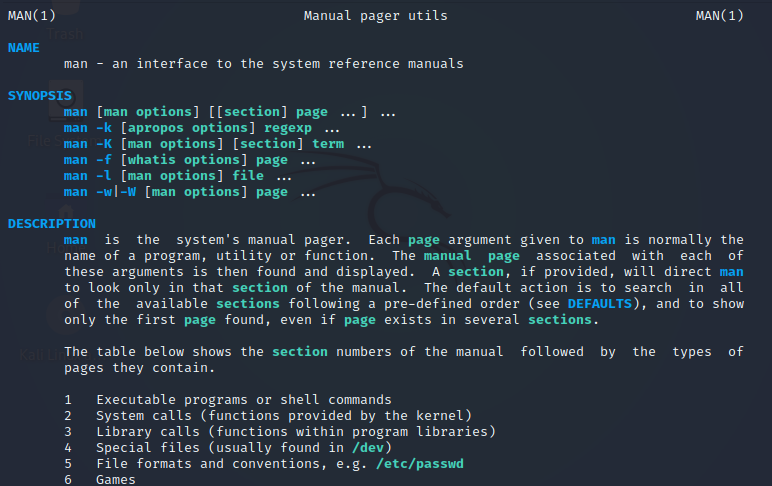 MAN(1) Manual pager utils MAN(1)
NAME
man - an interface to the system reference manuals
SYNOPSIS
man [man options] [[section] page ...] ...
man -k [apropos options] regexp ...
man -K [man options] [section] term ...
man -f [whatis options] page ...
man -l [man options] file ...
man -w|-W [man options] page ...
DESCRIPTION
man is the system's manual pager. Each page argument given to man is normally the
name of a program, utility or function. The manual page associated with each of
these arguments is then found and displayed. A section, if provided, will direct man
to look only in that section of the manual. The default action is to search in all
of the available sections following a pre-defined order (see DEFAULTS), and to show
only the first page found, even if page exists in several sections.
The table below shows the section numbers of the manual followed by the types of
pages they contain.
1 Executable programs or shell commands
2 System calls (functions provided by the kernel)
3 Library calls (functions within program libraries)
4 Special files (usually found in /dev)
5 File formats and conventions, e.g. /etc/passwd
6 Games
Trash